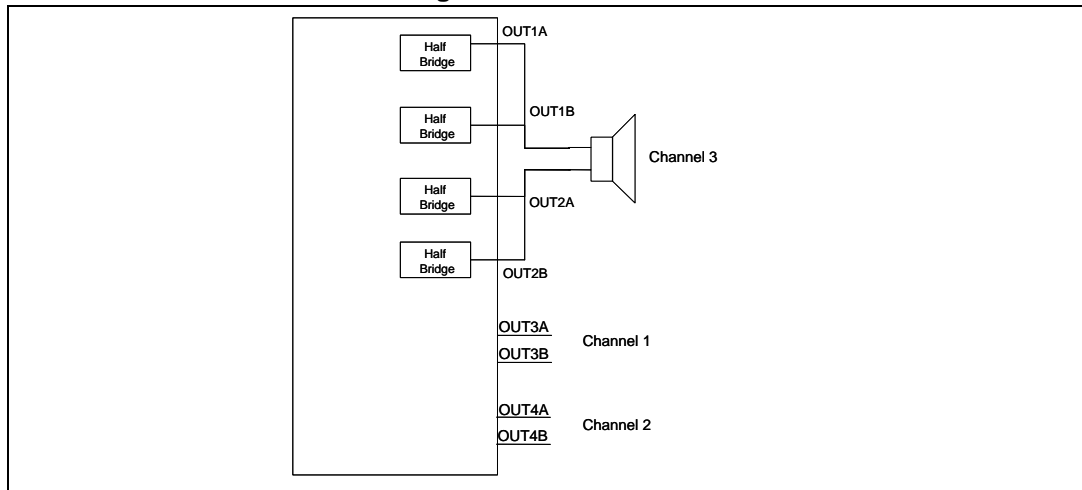 OUT1A
Half
Bridge
OUT1B
Half
Bridge
Channel 3
Half
Bridge
OUT2A
Half
Bridge
OUT2B
OUT3A
Channel 1
OUT3B
OUT4A
Channel 2
OUT4B